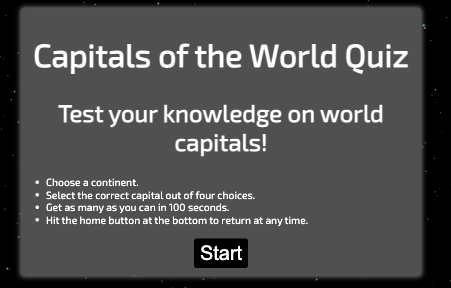 Capitals of the World Quiz
Test your knowledge on world
capitals!
• Choose a continent.
• Select the correct capital out of four choices.
• Get as many as you can in 100 seconds.
• Hit the home button at the bottom to return at any time.
Start